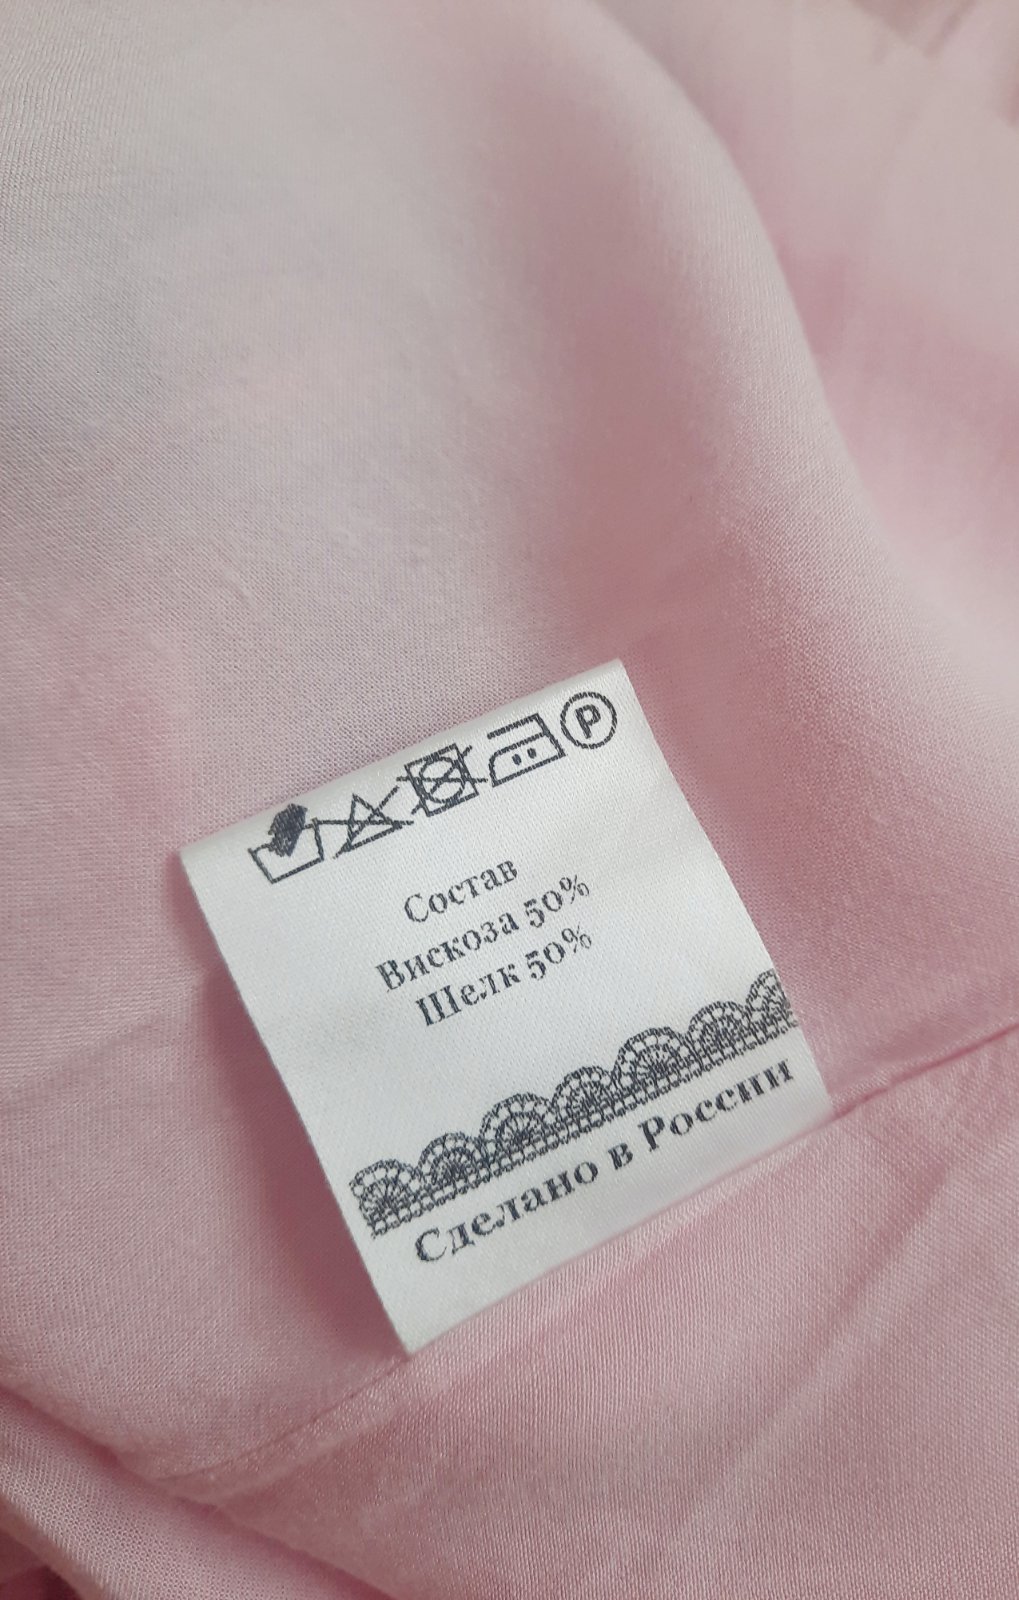 P
Состав
Вискоза 50%
Шелк 50%
Сделано в России